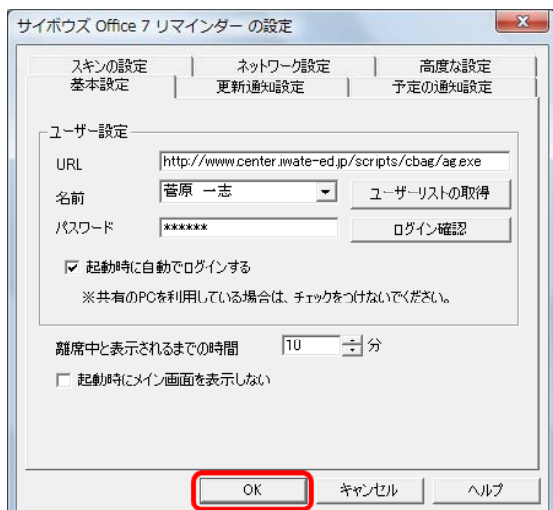 サイボウズ Office 7 リマインダー の設定
スキンの設定 ネットワーク設定 高度な設定
基本設定 更新通知設定 予定の通知設定
ユーザー設定
URL http://www.center.iwate-ed.jp/scripts/cbag/ag.exe
名前 菅原 一志 ユーザーリストの取得
パスワード ****** ログイン確認
起動時に自動でログインする
※共有のPCを利用している場合は、チェックをつけないでください。
離席中と表示されるまでの時間 10 分
起動時にメイン画面を表示しない
OK キャンセル ヘルプ